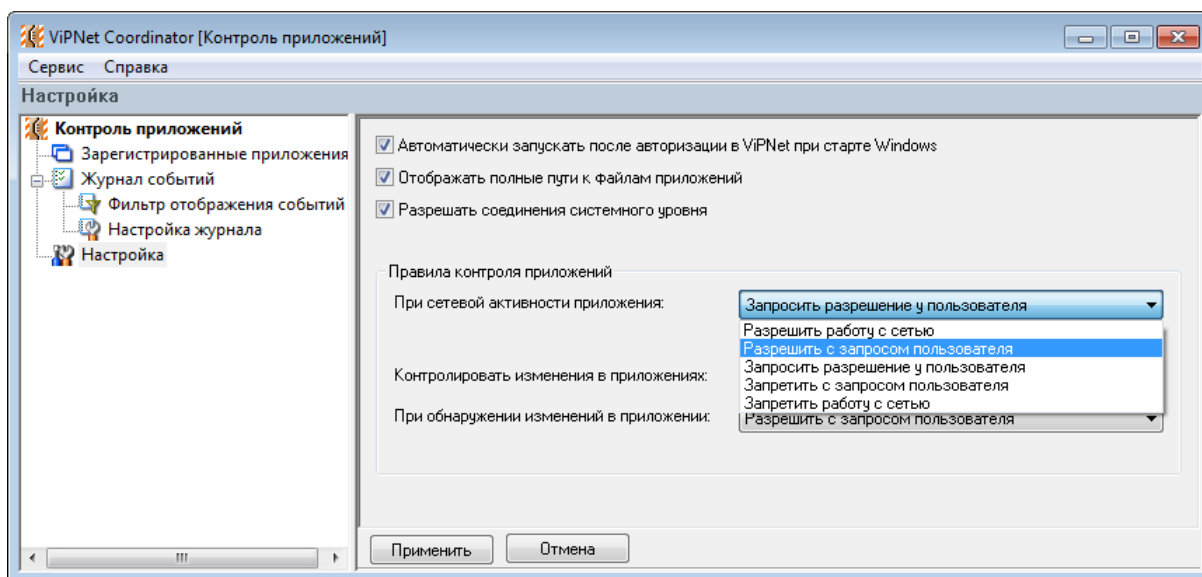 ViPNet Coordinator [Контроль приложений]
Сервис Справка
Настройка
Контроль приложений
Зарегистрированные приложения
Журнал событий
Фильтр отображения событий
Настройка журнала
Настройка
Автоматически запускать после авторизации в ViPNet при старте Windows
Отображать полные пути к файлам приложений
Разрешать соединения системного уровня
Правила контроля приложений
При сетевой активности приложения:
Запросить разрешение у пользователя
Разрешить работу с сетью
Разрешить с запросом пользователя
Запросить разрешение у пользователя
Запретить с запросом пользователя
Запретить работу с сетью
Контролировать изменения в приложениях:
При обнаружении изменений в приложении:
Разрешить с запросом пользователя
Применить
Отмена